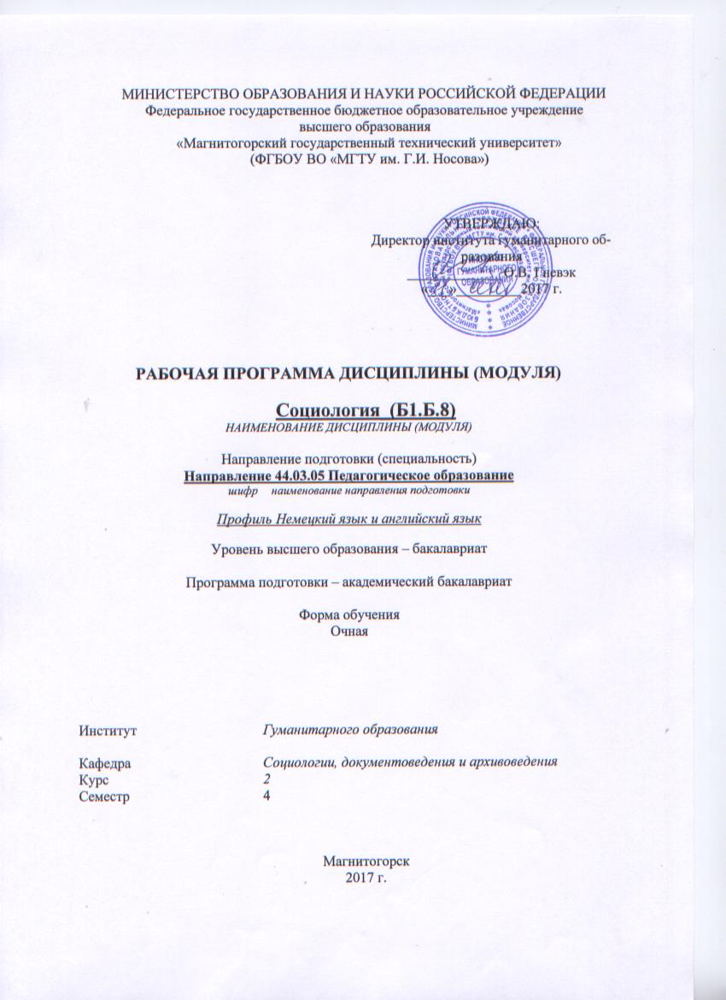 МИНИСТЕРСТВО ОБРАЗОВАНИЯ И НАУКИ РОССИЙСКОЙ ФЕДЕРАЦИИ
Федеральное государственное бюджетное образовательное учреждение
высшего образования
«Магнитогорский государственный технический университет»
(ФГБОУ ВО «МГТУ им. Г.И. Носова»)
УТВЕРЖДАЮ:
Директор института гуманитарного об-
разования
О.В. Гневэк
2017 г.
РАБОЧАЯ ПРОГРАММА ДИСЦИПЛИНЫ (МОДУЛЯ)
Социология (Б1.Б.8)
НАИМЕНОВАНИЕ ДИСЦИПЛИНЫ (МОДУЛЯ)
Направление подготовки (специальность)
Направление 44.03.05 Педагогическое образование
шифр наименование направления подготовки
Профиль Немецкий язык и английский язык
Уровень высшего образования – бакалавриат
Программа подготовки – академический бакалавриат
Форма обучения
Очная
Институт Гуманитарного образования
Кафедра Социологии, документоведения и архивоведения
Курс 2
Семестр 4
Магнитогорск
2017 г.